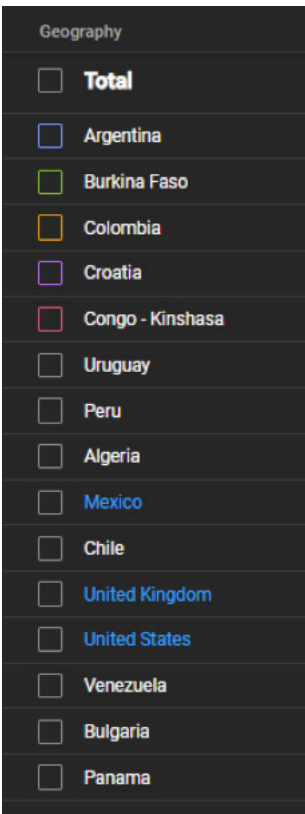 Geography
Total
Argentina
Burkina Faso
Colombia
Croatia
Congo - Kinshasa
Uruguay
Peru
Algeria
Mexico
Chile
United Kingdom
United States
Venezuela
Bulgaria
Panama